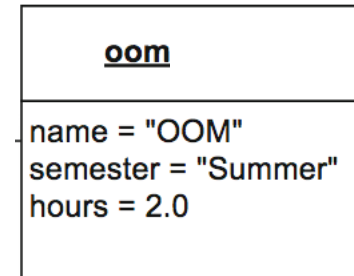 oom
name = "OOM"
semester = "Summer"
hours = 2.0